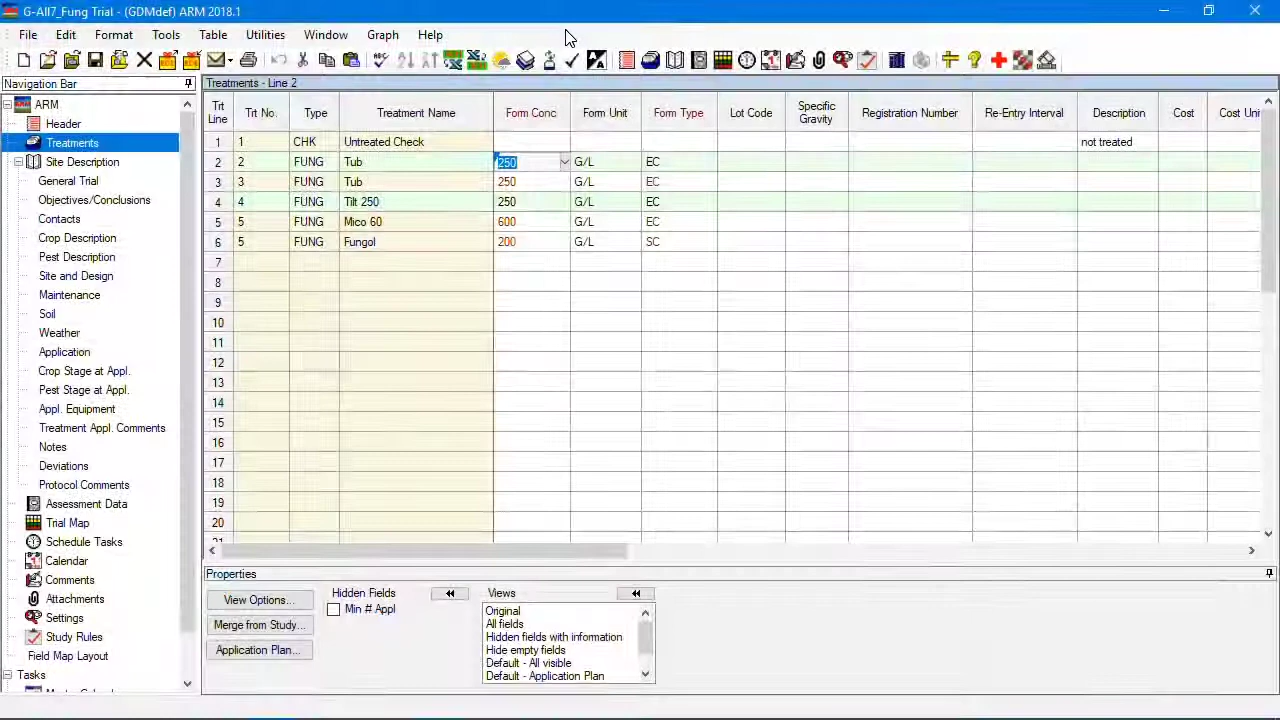 G-All7_Fung Trial - (GDMdef) ARM 2018.1
File Edit Format Tools Table Utilities Window Graph Help
Navigation Bar
ARM
Header
Treatments
Site Description
General Trial
Objectives/Conclusions
Contacts
Crop Description
Pest Description
Site and Design
Maintenance
Soil
Weather
Application
Crop Stage at Appl.
Pest Stage at Appl.
Appl. Equipment
Treatment Appl. Comments
Notes
Deviations
Protocol Comments
Assessment Data
Trial Map
Schedule Tasks
Calendar
Comments
Attachments
Settings
Study Rules
Field Map Layout
Tasks
Treatments - Line 2
Trt Line Trt No. Type Treatment Name Form Conc Form Unit Form Type Lot Code Specific Gravity Registration Number Re-Entry Interval Description Cost Cost Uni
1 1 CHK Untreated Check not treated
2 2 FUNG Tub 250 G/L EC
3 3 FUNG Tub 250 G/L EC
4 4 FUNG Tilt 250 250 G/L EC
5 5 FUNG Mico 60 600 G/L EC
6 5 FUNG Fungol 200 G/L SC
7
8
9
10
11
12
13
14
15
16
17
18
19
20
Properties
View Options...
Merge from Study...
Application Plan...
Hidden Fields
Min # Appl
Views
Original
All fields
Hidden fields with information
Hide empty fields
Default - All visible
Default - Application Plan